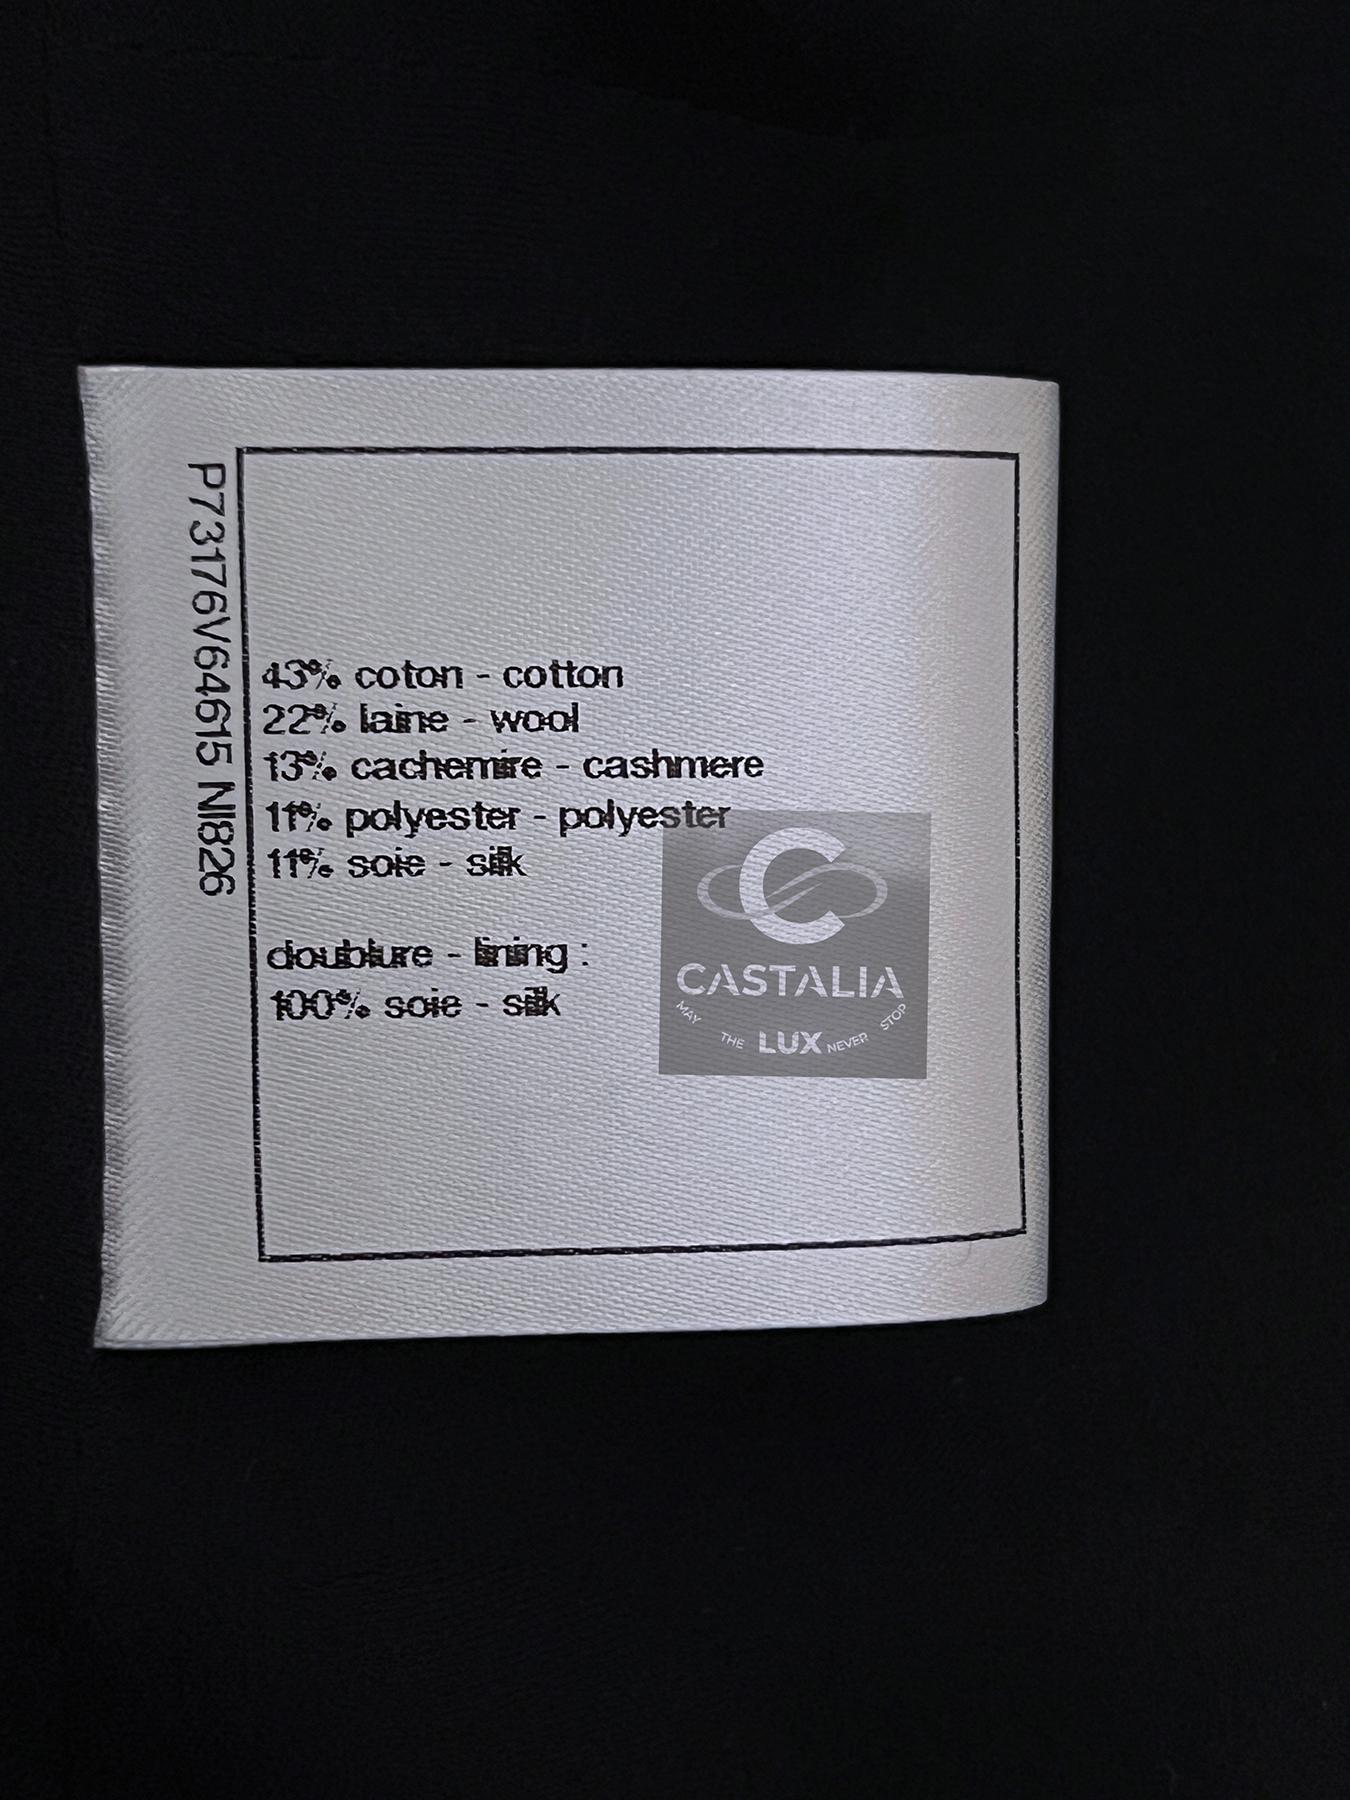 P73176V64615 NI826
43% coton - cotton
22% laine - wool
13% cachemire - cashmere
11% polyester - polyester
11% soie - silk
doublure - lining :
100% soie - silk
CASTALIA
MAY THE LUX NEVER STOP